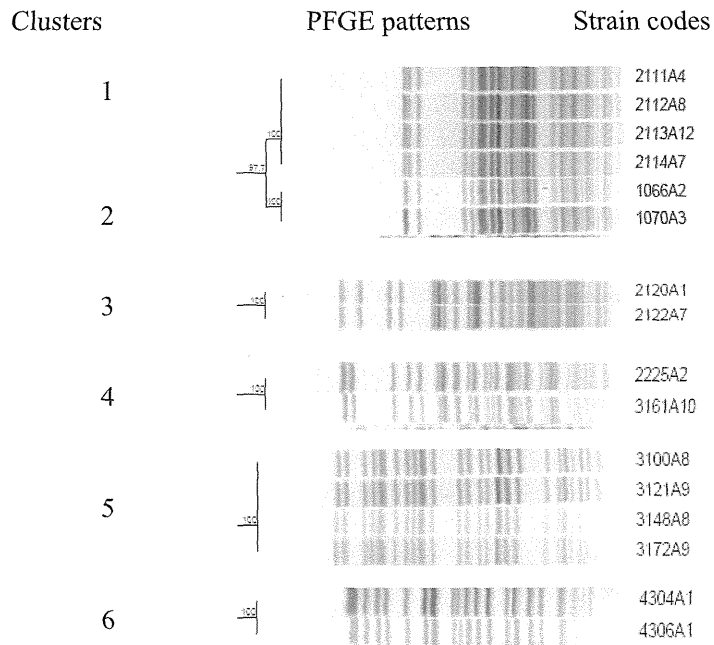 Clusters PFGE patterns Strain codes
1
2111A4
2112A8
2113A12
100
2114A7
97.7
1066A2
100
2
1070A3
3
100
2120A1
2122A7
4
100
2225A2
3161A10
3100A8
3121A9
5
100
3148A8
3172A9
6
100
4304A1
4306A1